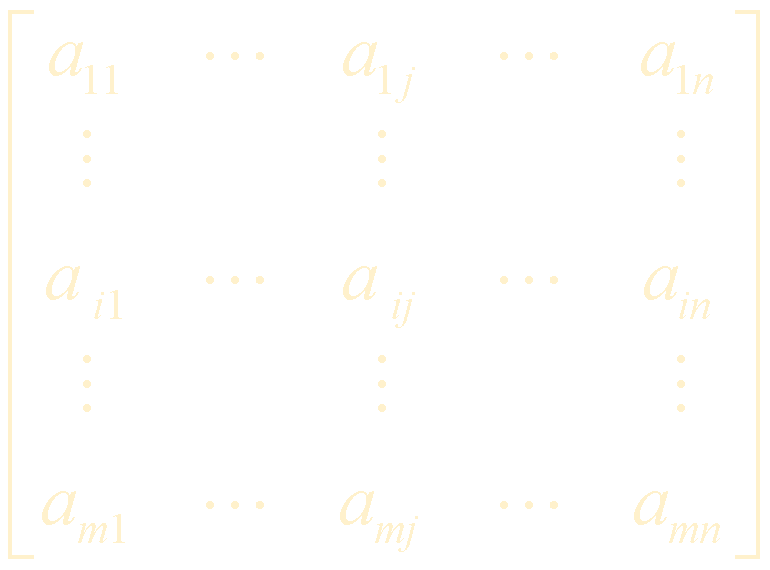 a₁₁ ⋯ a₁ⱼ ⋯ a₁ₙ
⋮ ⋮ ⋮
aᵢ₁ ⋯ aᵢⱼ ⋯ aᵢₙ
⋮ ⋮ ⋮
aₘ₁ ⋯ aₘⱼ ⋯ aₘₙ